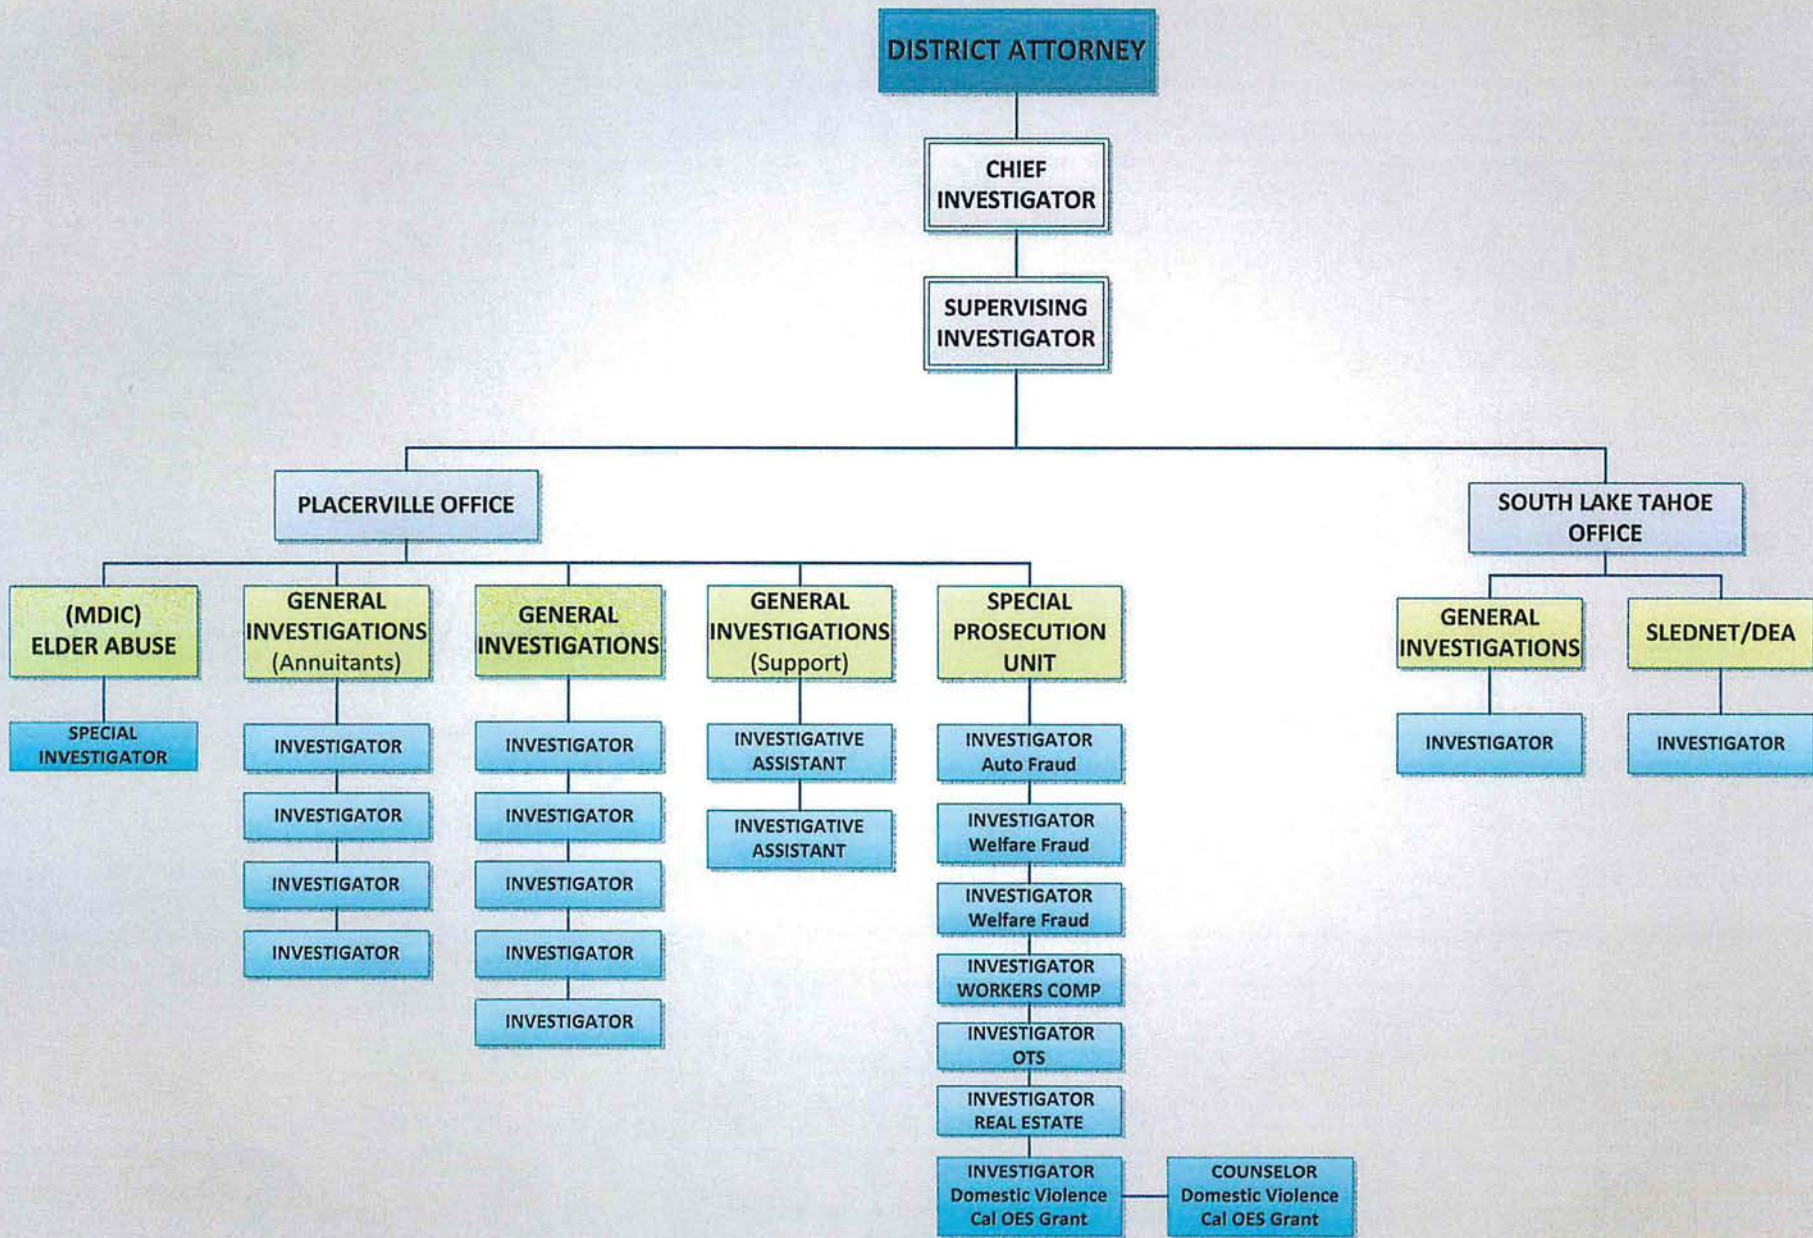 DISTRICT ATTORNEY
CHIEF
INVESTIGATOR
SUPERVISING
INVESTIGATOR
PLACERVILLE OFFICE
SOUTH LAKE TAHOE
OFFICE
(MDIC)
ELDER ABUSE
GENERAL
INVESTIGATIONS
(Annuitants)
GENERAL
INVESTIGATIONS
GENERAL
INVESTIGATIONS
(Support)
SPECIAL
PROSECUTION
UNIT
GENERAL
INVESTIGATIONS
SLEDNET/DEA
SPECIAL
INVESTIGATOR
INVESTIGATOR
INVESTIGATOR
INVESTIGATOR
INVESTIGATOR
INVESTIGATOR
INVESTIGATOR
INVESTIGATOR
INVESTIGATOR
INVESTIGATOR
INVESTIGATIVE
ASSISTANT
INVESTIGATIVE
ASSISTANT
INVESTIGATOR
Auto Fraud
INVESTIGATOR
Welfare Fraud
INVESTIGATOR
Welfare Fraud
INVESTIGATOR
WORKERS COMP
INVESTIGATOR
OTS
INVESTIGATOR
REAL ESTATE
INVESTIGATOR
Domestic Violence
Cal OES Grant
COUNSELOR
Domestic Violence
Cal OES Grant
INVESTIGATOR
INVESTIGATOR